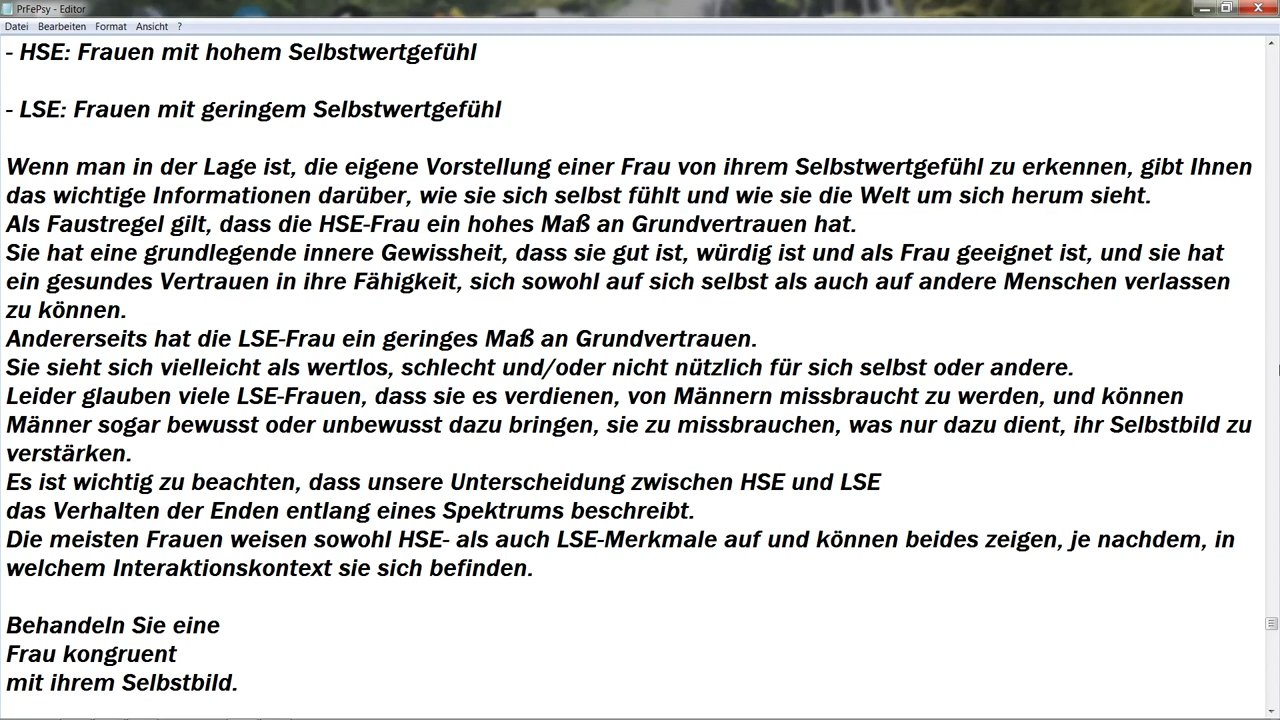 PrFePsy - Editor
Datei Bearbeiten Format Ansicht ?
- HSE: Frauen mit hohem Selbstwertgefühl
- LSE: Frauen mit geringem Selbstwertgefühl
Wenn man in der Lage ist, die eigene Vorstellung einer Frau von ihrem Selbstwertgefühl zu erkennen, gibt Ihnen
das wichtige Informationen darüber, wie sie sich selbst fühlt und wie sie die Welt um sich herum sieht.
Als Faustregel gilt, dass die HSE-Frau ein hohes Maß an Grundvertrauen hat.
Sie hat eine grundlegende innere Gewissheit, dass sie gut ist, würdig ist und als Frau geeignet ist, und sie hat
ein gesundes Vertrauen in ihre Fähigkeit, sich sowohl auf sich selbst als auch auf andere Menschen verlassen
zu können.
Andererseits hat die LSE-Frau ein geringes Maß an Grundvertrauen.
Sie sieht sich vielleicht als wertlos, schlecht und/oder nicht nützlich für sich selbst oder andere.
Leider glauben viele LSE-Frauen, dass sie es verdienen, von Männern missbraucht zu werden, und können
Männer sogar bewusst oder unbewusst dazu bringen, sie zu missbrauchen, was nur dazu dient, ihr Selbstbild zu
verstärken.
Es ist wichtig zu beachten, dass unsere Unterscheidung zwischen HSE und LSE
das Verhalten der Enden entlang eines Spektrums beschreibt.
Die meisten Frauen weisen sowohl HSE- als auch LSE-Merkmale auf und können beides zeigen, je nachdem, in
welchem Interaktionskontext sie sich befinden.
Behandeln Sie eine
Frau kongruent
mit ihrem Selbstbild.